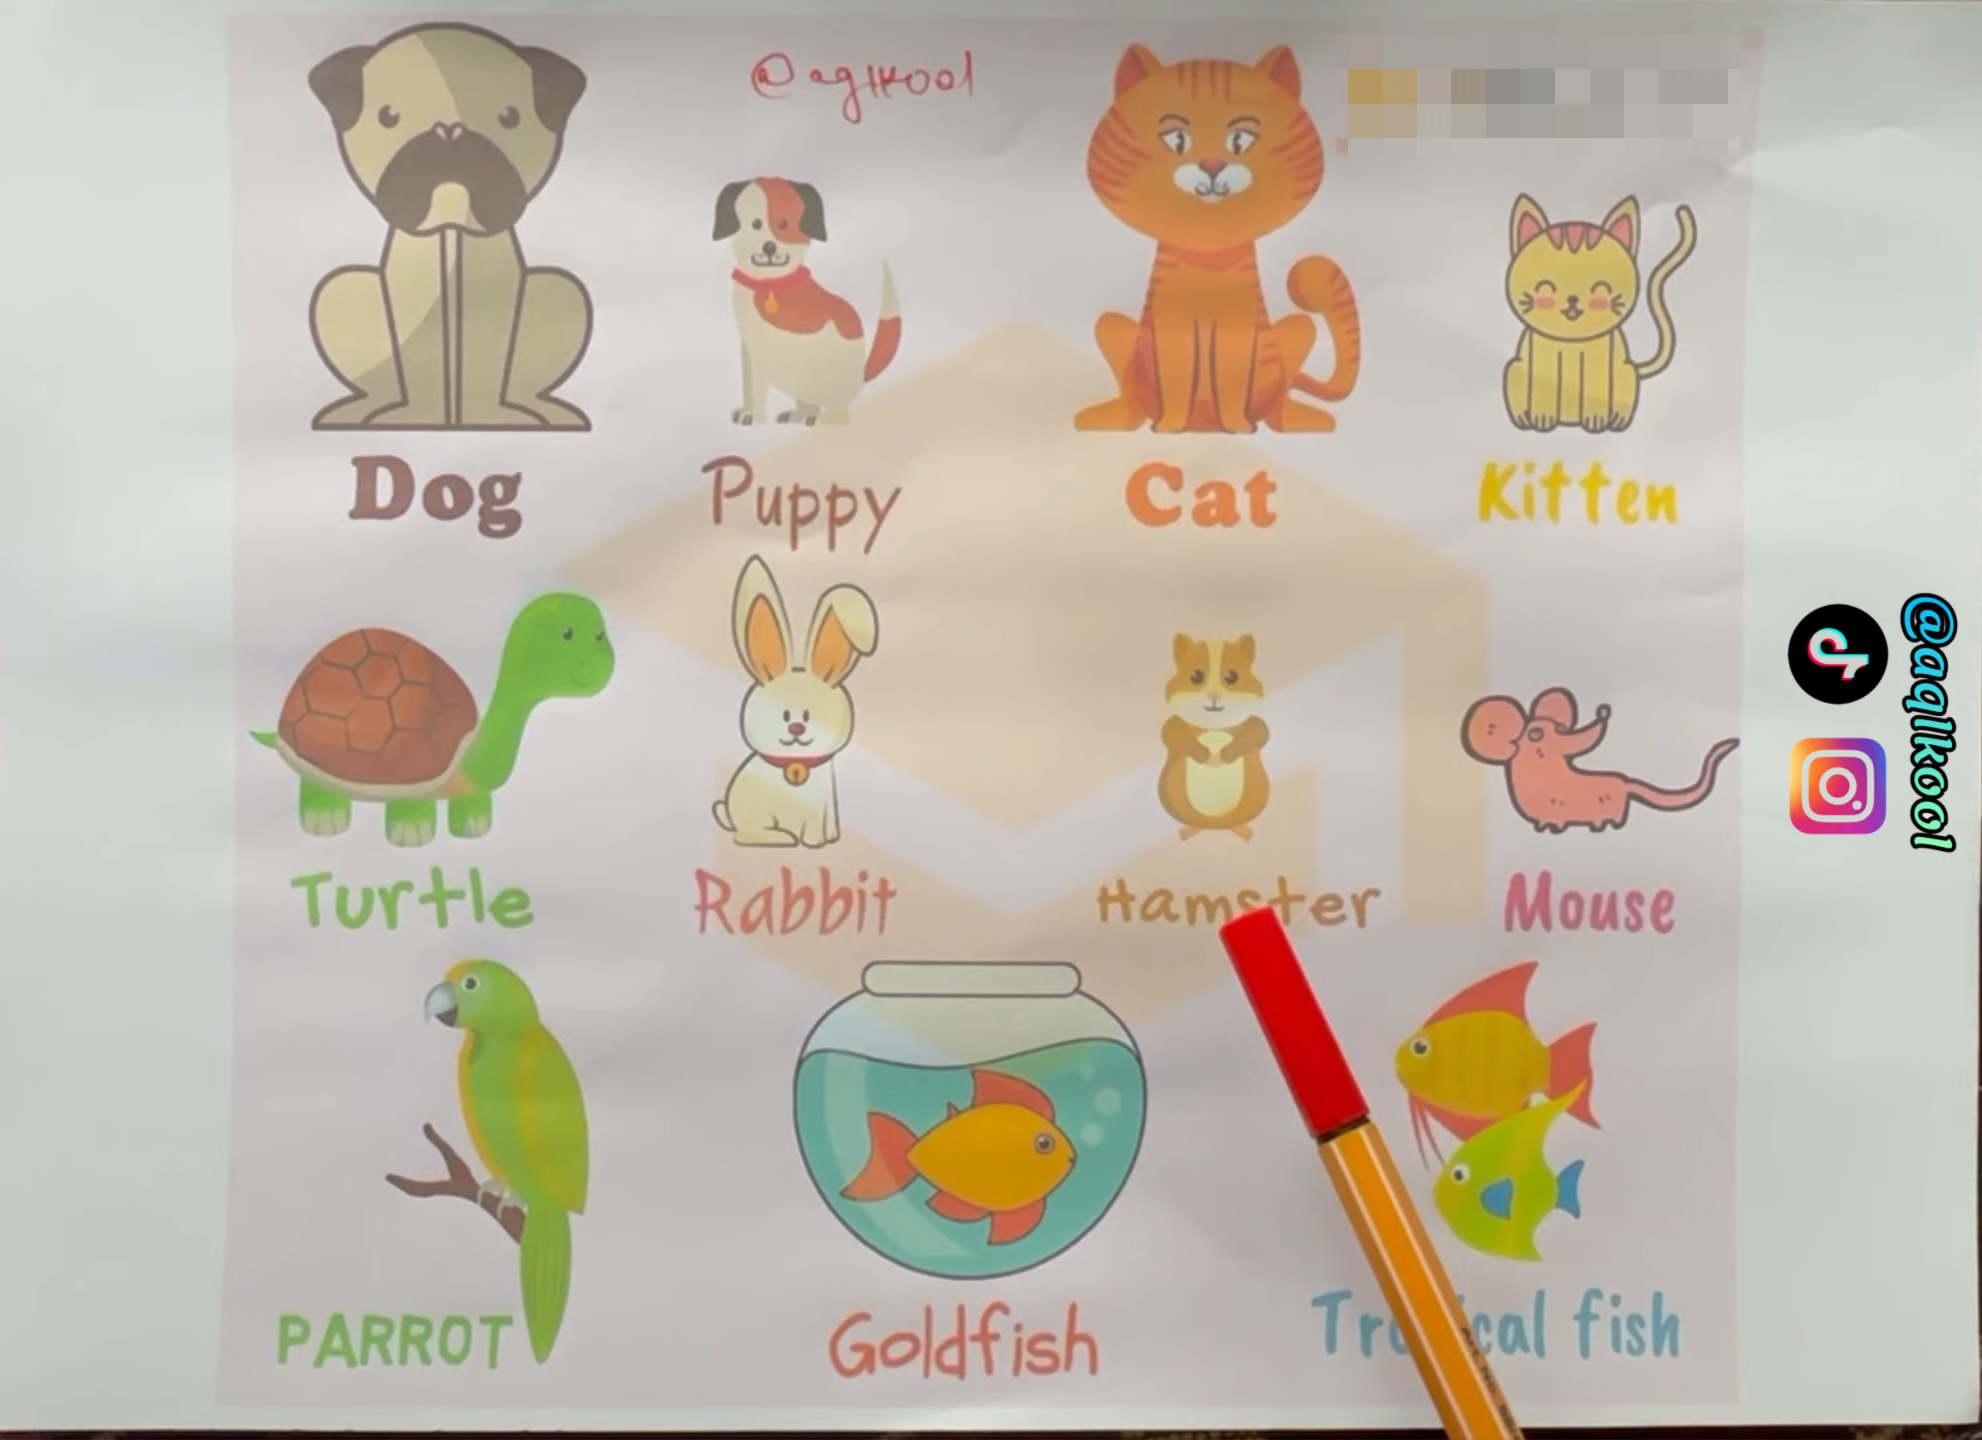 @aqlkool
Dog
Puppy
Cat
Kitten
Turtle
Rabbit
Hamster
Mouse
@aqlkool
PARROT
Goldfish
fish